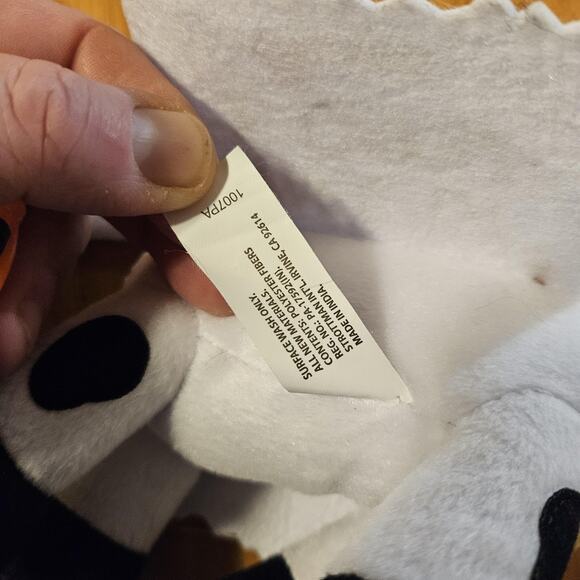 SURFACE WASH ONLY.
ALL NEW MATERIALS
CONTENTS: POLYESTER FIBERS
REG. NO.: PA-17592(IN),
STROTTMAN INT'L. IRVINE, CA 92614
MADE IN INDIA.
1007PA